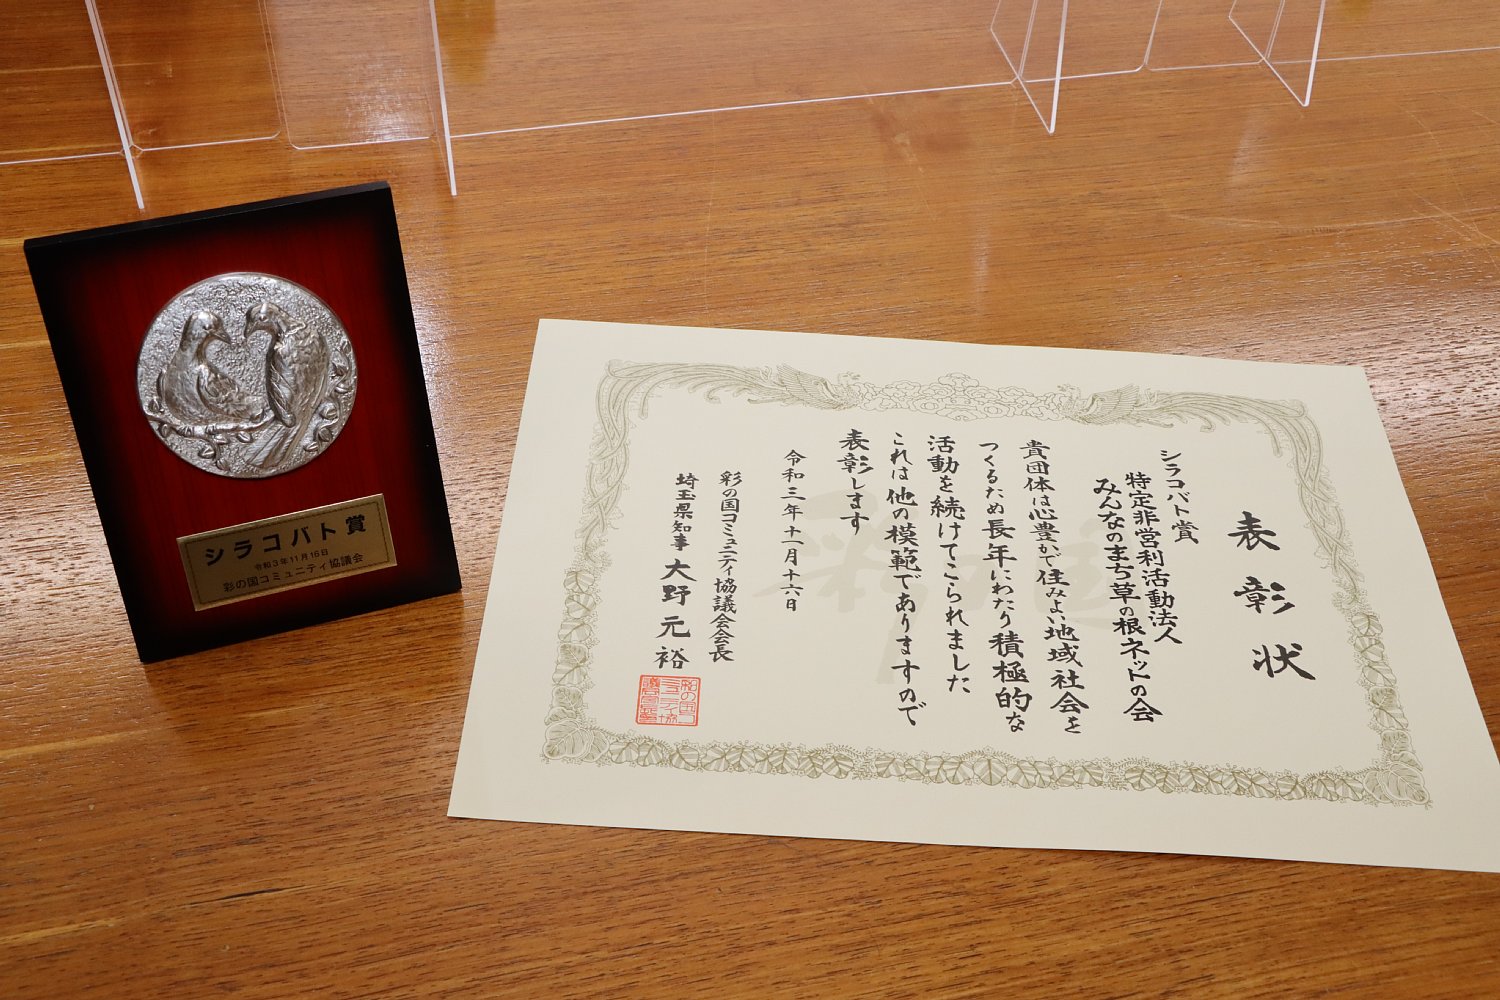 シラコバト賞
令和3年11月16日
彩の国コミュニティ協議会
表彰状
シラコバト賞
特定非営利活動法人
みんなのまち草の根ネットの会
貴団体は心豊かで住みよい地域社会を
つくるため長年にわたり積極的な
活動を続けてこられました
これは他の模範でありますので
表彰します
令和三年十一月十六日
彩の国コミュニティ協議会会長
埼玉県知事 大野元裕